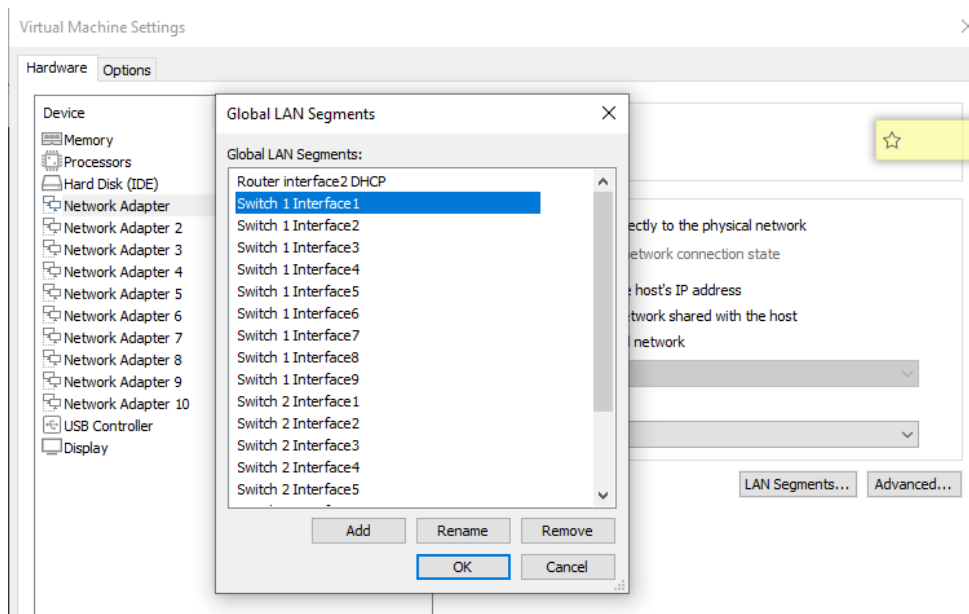 Virtual Machine Settings
Hardware Options
Device
Memory
Processors
Hard Disk (IDE)
Network Adapter
Network Adapter 2
Network Adapter 3
Network Adapter 4
Network Adapter 5
Network Adapter 6
Network Adapter 7
Network Adapter 8
Network Adapter 9
Network Adapter 10
USB Controller
Display
Global LAN Segments
Global LAN Segments:
Router interface2 DHCP
Switch 1 Interface1
Switch 1 Interface2
Switch 1 Interface3
Switch 1 Interface4
Switch 1 Interface5
Switch 1 Interface6
Switch 1 Interface7
Switch 1 Interface8
Switch 1 Interface9
Switch 2 Interface1
Switch 2 Interface2
Switch 2 Interface3
Switch 2 Interface4
Switch 2 Interface5
Add Rename Remove
OK Cancel
ectly to the physical network
etwork connection state
host's IP address
twork shared with the host
network
LAN Segments... Advanced...